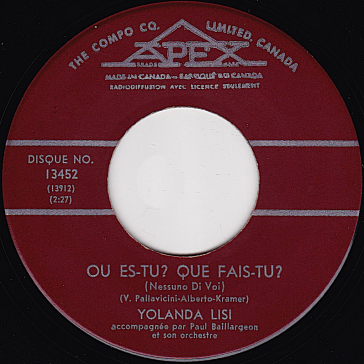 THE COMPO CO. LIMITED, CANADA
APEX
TRADE MARK
MADE IN CANADA — FABRIQUÉ AU CANADA
RADIODIFFUSION AVEC LICENCE SEULEMENT
DISQUE NO.
13452
(13912)
(2:27)
OU ES-TU? QUE FAIS-TU?
(Nessuno Di Voi)
(V. Pallavicini-Alberto-Kramer)
YOLANDA LISI
accompagnée par Paul Baillargeon
et son orchestre